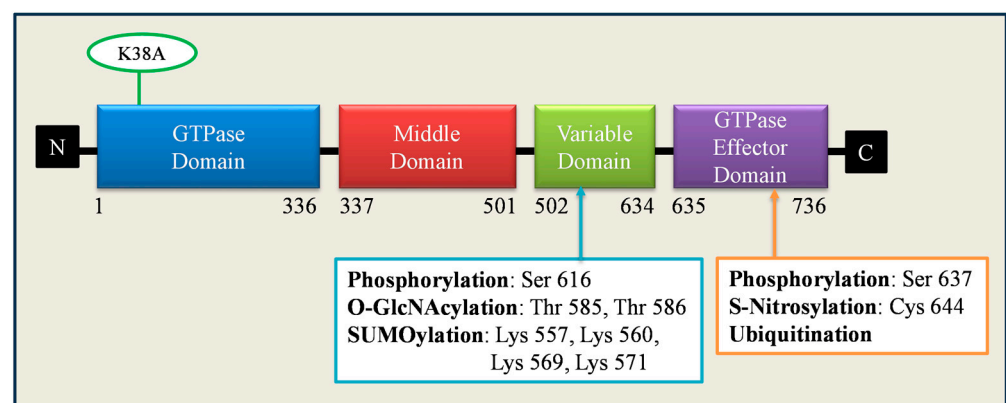 K38A
N
GTPase
Domain
Middle
Domain
Variable
Domain
GTPase
Effector
Domain
C
1 336 337 501 502 634 635 736
Phosphorylation: Ser 616
O-GlcNAcylation: Thr 585, Thr 586
SUMOylation: Lys 557, Lys 560,
Lys 569, Lys 571
Phosphorylation: Ser 637
S-Nitrosylation: Cys 644
Ubiquitination